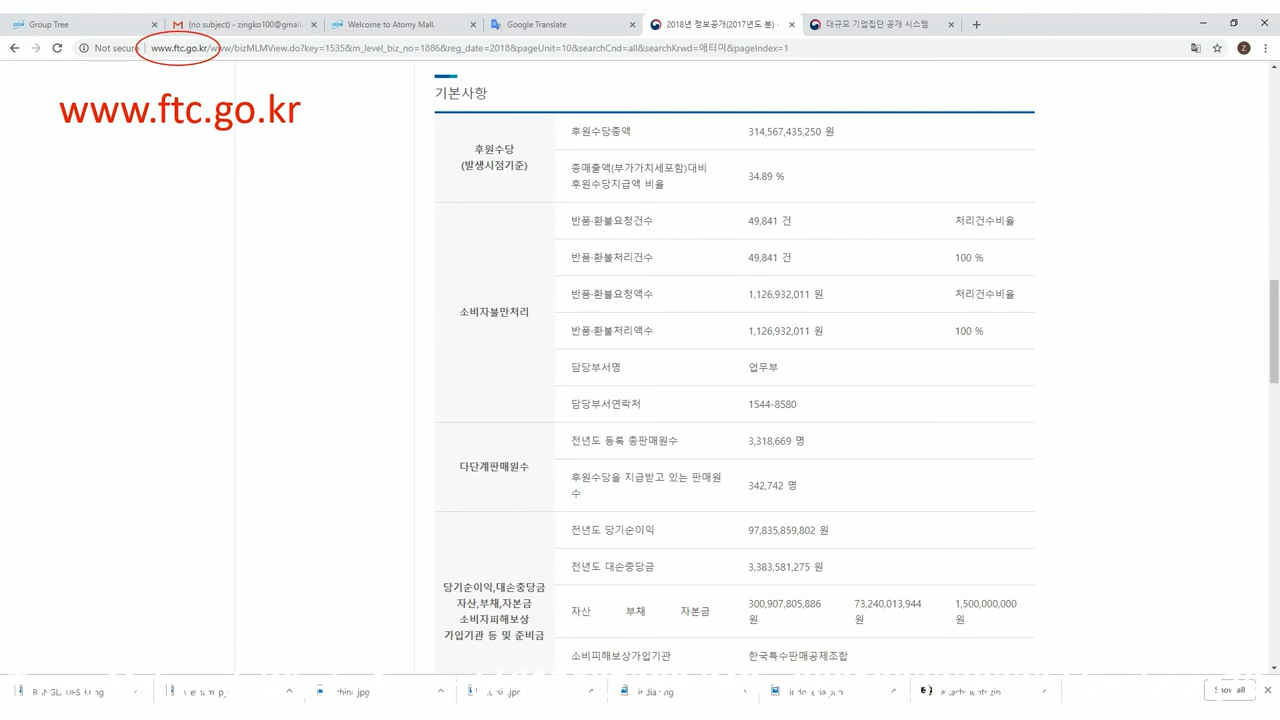 Group Tree
(no subject) - zingko100@gmail
Welcome to Atomy Mall.
Google Translate
2018년 정보공개(2017년도 분) -
대규모 기업집단 공개 시스템
Not secure www.ftc.go.kr/www/bizMLMView.do?key=1535&m_level_biz_no=1886&reg_date=2018&pageUnit=10&searchCnd=all&searchKrwd=애터미&pageIndex=1
www.ftc.go.kr
기본사항
후원수당
(발생시점기준)
후원수당총액 314,567,435,250 원
총매출액(부가가치세포함)대비
후원수당지급액 비율
34.89 %
소비자불만처리
반품·환불요청건수 49,841 건 처리건수비율
반품·환불처리건수 49,841 건 100 %
반품·환불요청액수 1,126,932,011 원 처리건수비율
반품·환불처리액수 1,126,932,011 원 100 %
담당부서명 업무부
담당부서연락처 1544-8580
다단계판매원수
전년도 등록 총판매원수 3,318,669 명
후원수당을 지급받고 있는 판매원
수
342,742 명
당기순이익,대손충당금
자산,부채,자본금
소비자피해보상
가입기관 등 및 준비금
전년도 당기순이익 97,835,859,802 원
전년도 대손충당금 3,383,581,275 원
자산 부채 자본금
300,907,805,886 73,240,013,944 1,500,000,000
원 원 원
소비피해보상가입기관 한국특수판매공제조합
Show all